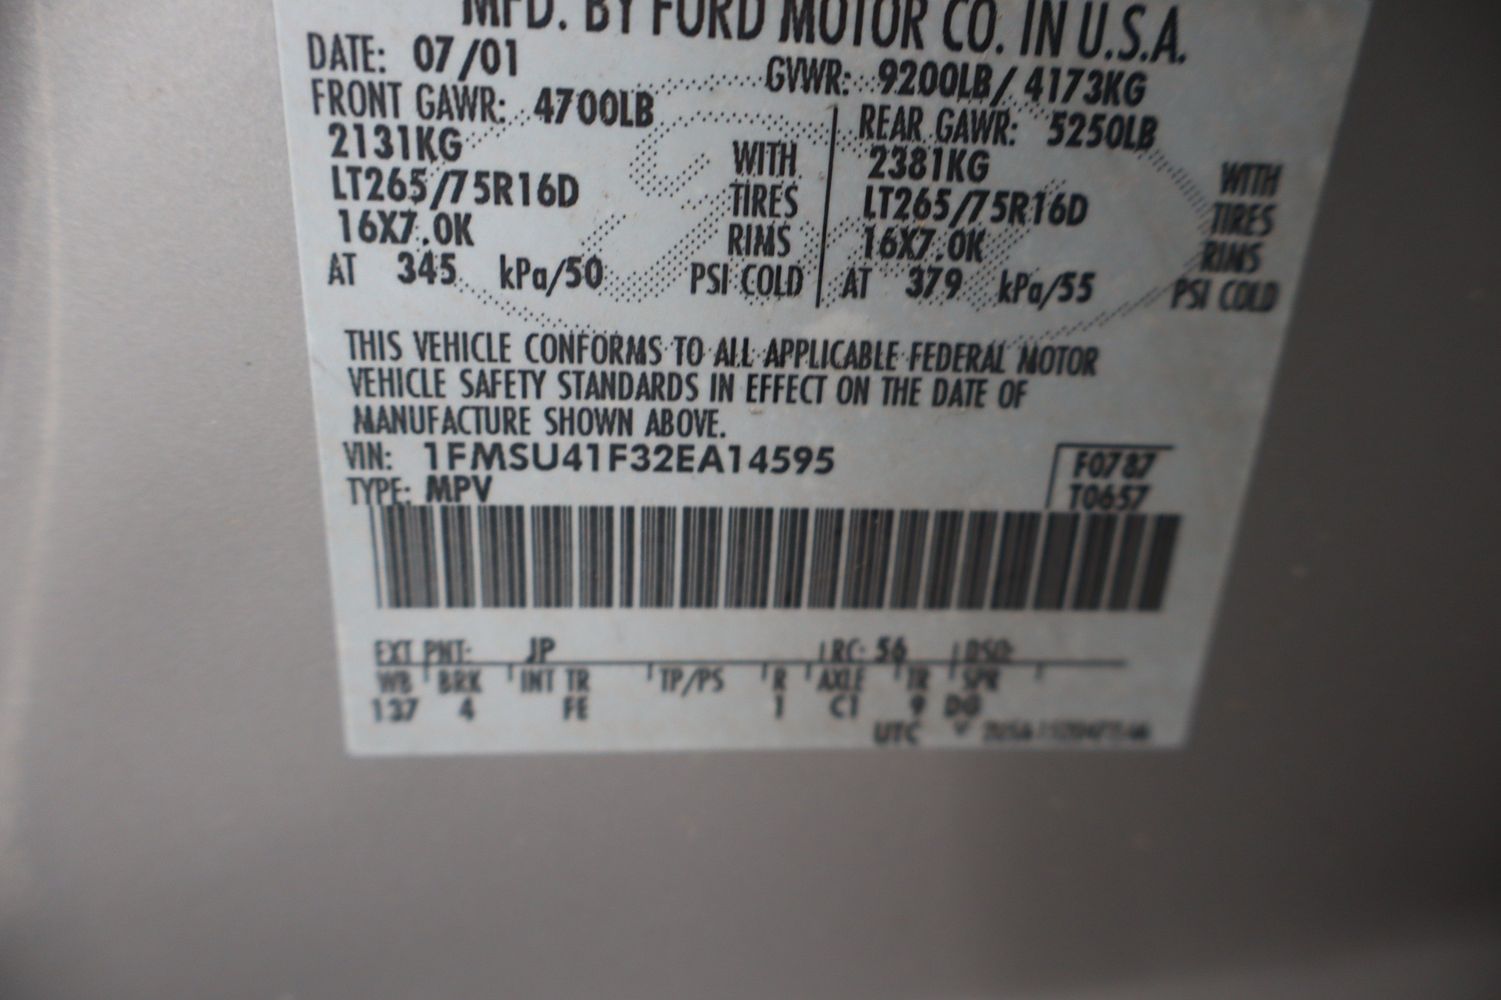 MFD. BY FORD MOTOR CO. IN U.S.A.
DATE: 07/01 GVWR: 9200LB/ 4173KG
FRONT GAWR: 4700LB REAR GAWR: 5250LB
2131KG WITH 2381KG WITH
LT265/75R16D TIRES LT265/75R16D TIRES
16X7.0K RIMS 16X7.0K RIMS
AT 345 kPa/50 PSI COLD AT 379 kPa/55 PSI COLD
THIS VEHICLE CONFORMS TO ALL APPLICABLE FEDERAL MOTOR
VEHICLE SAFETY STANDARDS IN EFFECT ON THE DATE OF
MANUFACTURE SHOWN ABOVE.
VIN: 1FMSU41F32EA14595 F0787
TYPE: MPV T0657
EXT PNT: JP RC: 56 DSO:
WB BRK INT TR TP/PS R AXLE TR SPR
137 4 FE 1 C1 9 DG
UTC